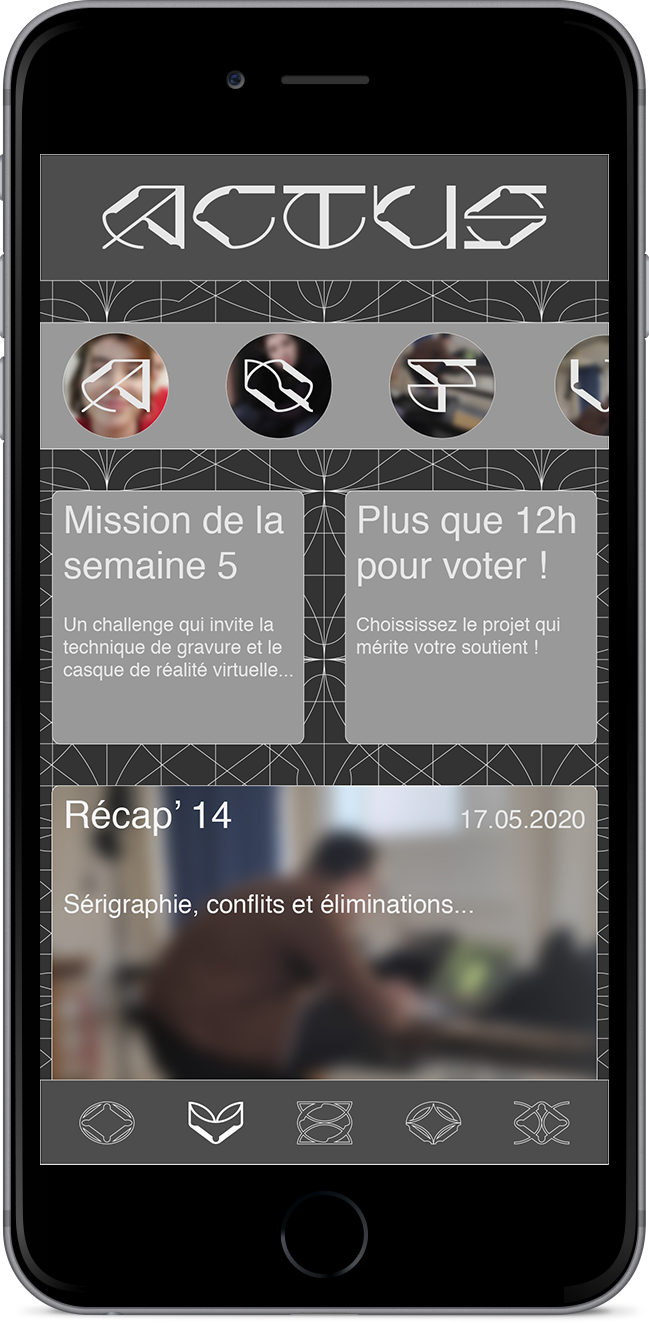 ACTUS
A
Q
F
Mission de la
semaine 5
Un challenge qui invite la
technique de gravure et le
casque de réalité virtuelle...
Plus que 12h
pour voter !
Choississez le projet qui
mérite votre soutient !
Récap’ 14
17.05.2020
Sérigraphie, conflits et éliminations...